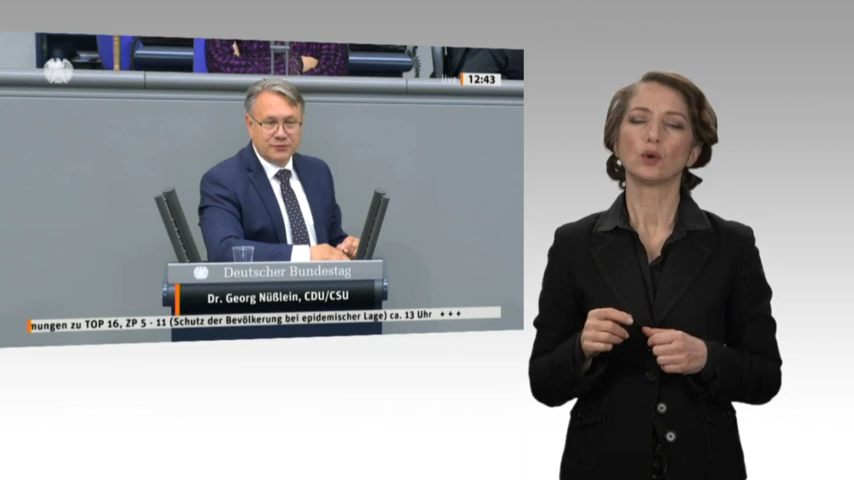 live 12:43
Deutscher Bundestag
Dr. Georg Nüßlein, CDU/CSU
nungen zu TOP 16, ZP 5 - 11 (Schutz der Bevölkerung bei epidemischer Lage) ca. 13 Uhr +++